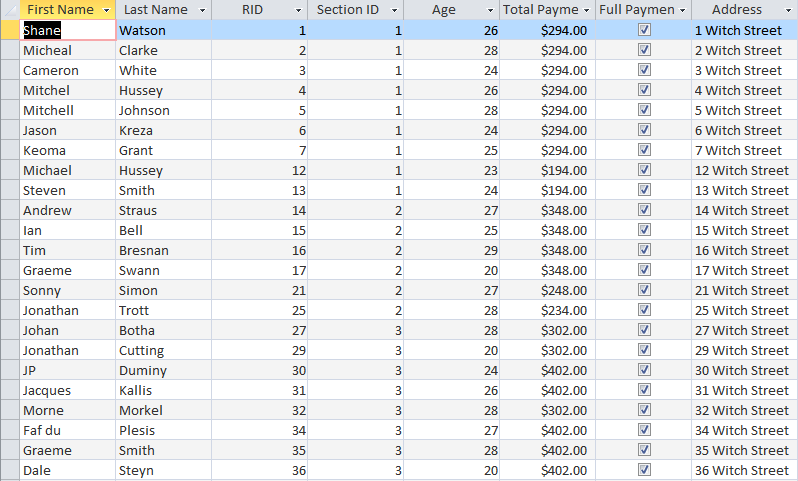 First Name Last Name RID Section ID Age Total Payme Full Paymen Address
Shane Watson 1 1 26 $294.00 1 Witch Street
Micheal Clarke 2 1 28 $294.00 2 Witch Street
Cameron White 3 1 24 $294.00 3 Witch Street
Mitchel Hussey 4 1 26 $294.00 4 Witch Street
Mitchell Johnson 5 1 28 $294.00 5 Witch Street
Jason Kreza 6 1 24 $294.00 6 Witch Street
Keoma Grant 7 1 25 $294.00 7 Witch Street
Michael Hussey 12 1 23 $194.00 12 Witch Street
Steven Smith 13 1 24 $194.00 13 Witch Street
Andrew Straus 14 2 27 $348.00 14 Witch Street
Ian Bell 15 2 25 $348.00 15 Witch Street
Tim Bresnan 16 2 29 $348.00 16 Witch Street
Graeme Swann 17 2 20 $348.00 17 Witch Street
Sonny Simon 21 2 27 $248.00 21 Witch Street
Jonathan Trott 25 2 28 $234.00 25 Witch Street
Johan Botha 27 3 28 $302.00 27 Witch Street
Jonathan Cutting 29 3 20 $302.00 29 Witch Street
JP Duminy 30 3 24 $402.00 30 Witch Street
Jacques Kallis 31 3 26 $402.00 31 Witch Street
Morne Morkel 32 3 28 $302.00 32 Witch Street
Faf du Plesis 34 3 27 $402.00 34 Witch Street
Graeme Smith 35 3 28 $402.00 35 Witch Street
Dale Steyn 36 3 20 $402.00 36 Witch Street